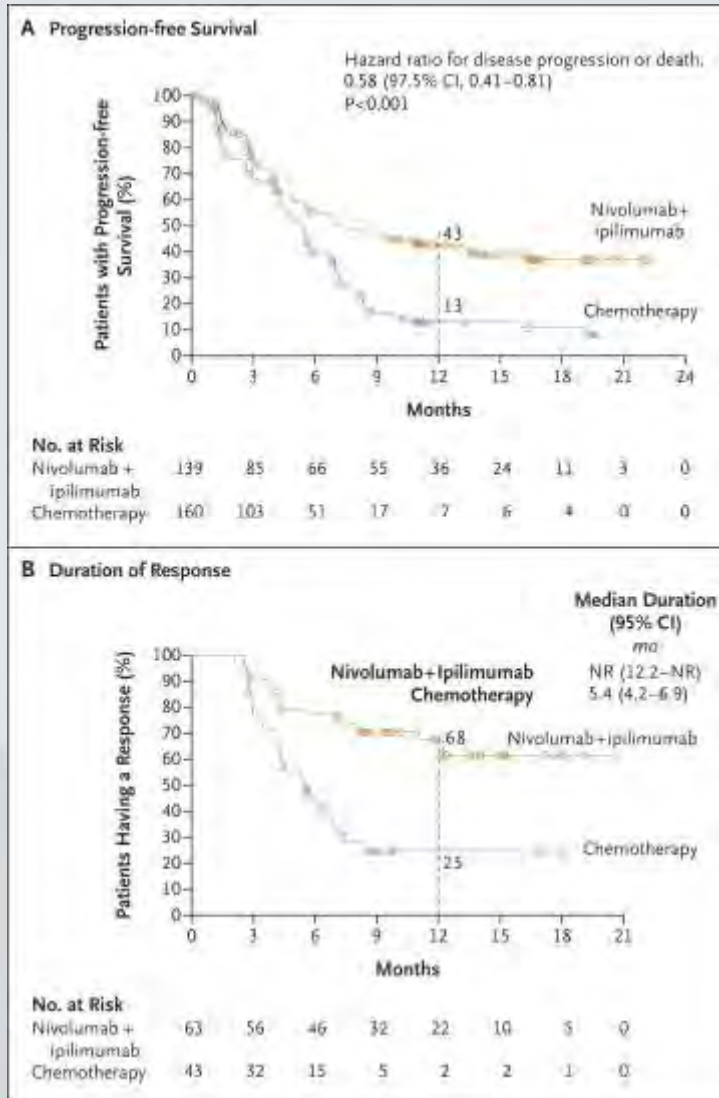 A Progression-free Survival
Hazard ratio for disease progression or death,
0.58 (97.5% CI, 0.41–0.81)
P<0.001
Patients with Progression-free
Survival (%)
100
90
80
70
60
50
40
30
20
10
0
43
13
Nivolumab+
ipilimumab
Chemotherapy
0 3 6 9 12 15 18 21 24
Months
No. at Risk
Nivolumab + 139 85 66 55 36 24 11 3 0
ipilimumab
Chemotherapy 160 103 51 17 7 6 4 0 0
B Duration of Response
Median Duration
(95% CI)
mo
Nivolumab+Ipilimumab NR (12.2–NR)
Chemotherapy 5.4 (4.2–6.9)
Patients Having a Response (%)
100
90
80
70
60
50
40
30
20
10
0
68
Nivolumab+ipilimumab
25
Chemotherapy
0 3 6 9 12 15 18 21
Months
No. at Risk
Nivolumab + 63 56 46 32 22 10 5 0
ipilimumab
Chemotherapy 43 32 15 5 2 2 1 0